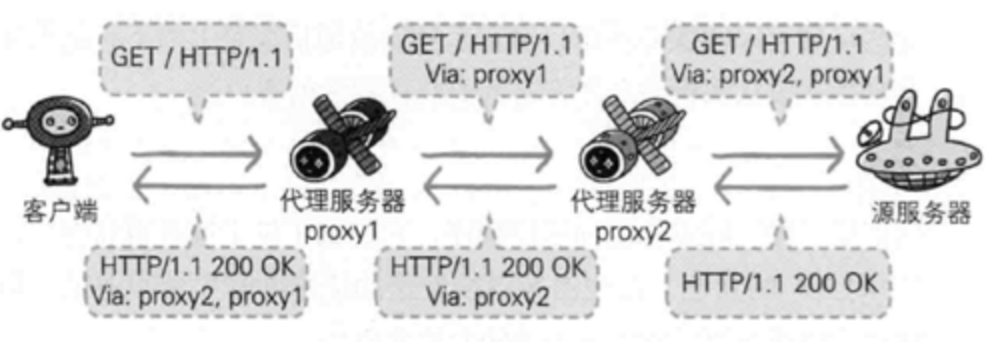 GET / HTTP/1.1
GET / HTTP/1.1
Via: proxy1
GET / HTTP/1.1
Via: proxy2, proxy1
客户端
代理服务器
proxy1
代理服务器
proxy2
源服务器
HTTP/1.1 200 OK
Via: proxy2, proxy1
HTTP/1.1 200 OK
Via: proxy2
HTTP/1.1 200 OK